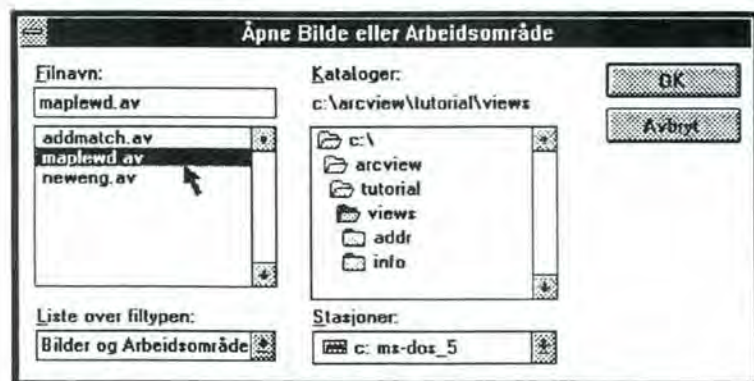 Åpne Bilde eller Arbeidsområde
Filnavn:
maplewd.av
addmatch.av
maplewd.av
neweng.av
Liste over filtypen:
Bilder og Arbeidsområde
Kataloger:
c:\arcview\tutorial\views
c:\
arcview
tutorial
views
addr
info
Stasjoner:
c: ms-dos_5
OK
Avbryt